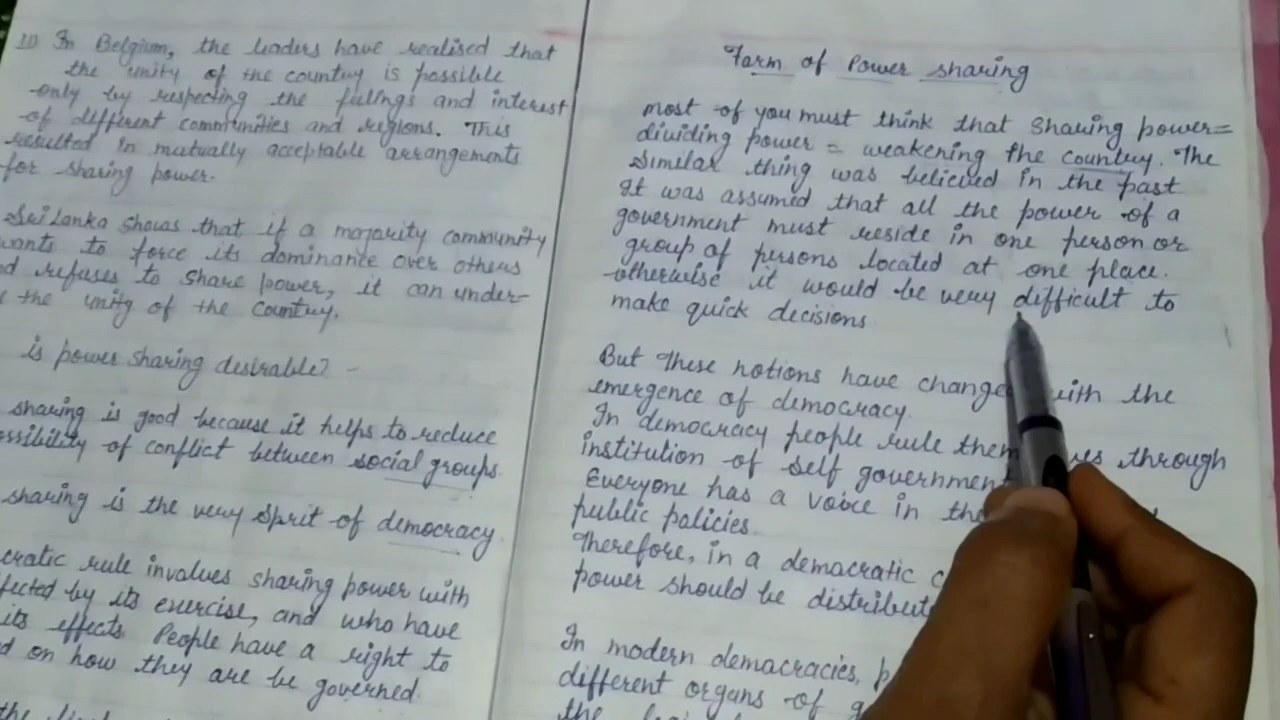 11) In Belgium, the leaders have realised that
the unity of the country is possible
only by respecting the feelings and interest
of different communities and regions. This
resulted in mutually acceptable arrangements
for sharing power.
Sri Lanka shows that if a majority community
wants to force its dominance over others
refuses to share power, it can under-
the unity of the country.
is power sharing desirable? -
sharing is good because it helps to reduce
of conflict between social groups.
sharing is the very sprit of democracy.
rule involves sharing power with
by its exercise, and who have
its effects. People have a right to
on how they are be governed.
the
Farm of Power sharing
most of you must think that Sharing power =
dividing power = weakening the country. The
similar thing was believed in the past
It was assumed that all the power of a
government must reside in one person or
group of persons located at one place.
otherwise it would be very difficult to
make quick decisions
But These notions have change with the
emergence of democracy.
In democracy people rule through
institution of self government
Everyone has a voice in the
public policies.
Therefore, in a democratic
power should be
In modern democracies,
different organs of
the